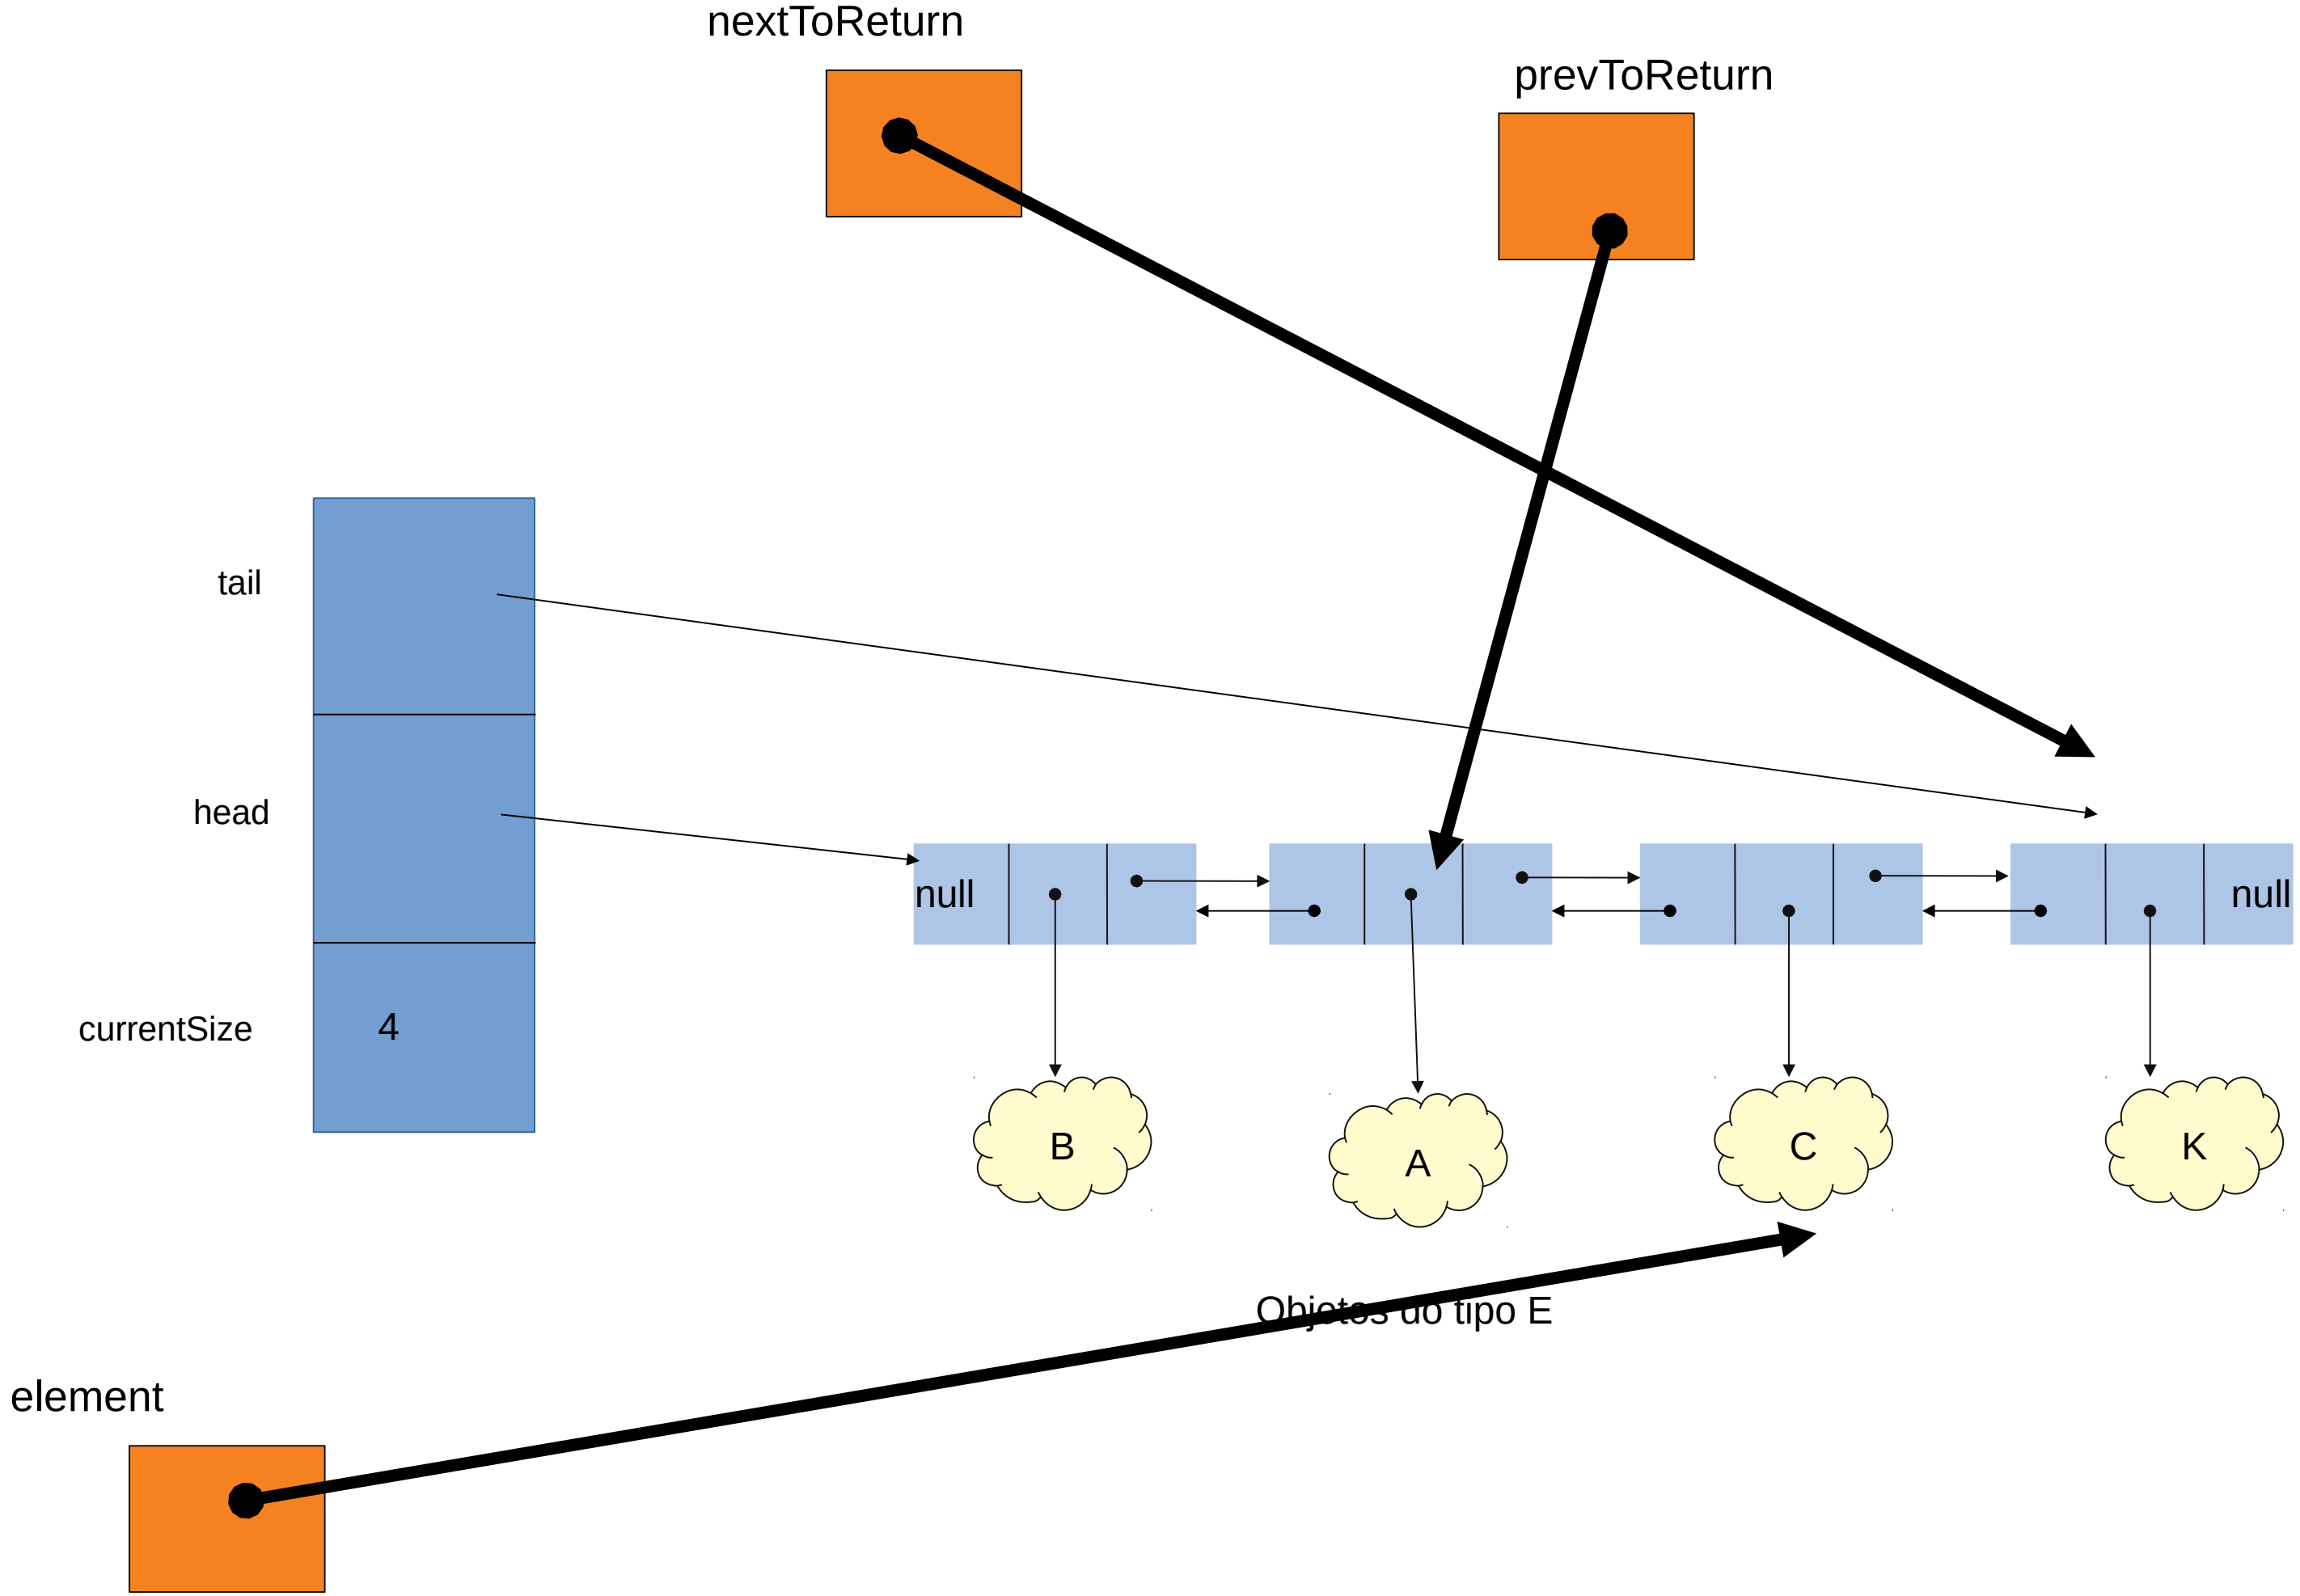 nextToReturn
prevToReturn
tail
head
null
null
currentSize
4
B
A
C
K
Objetos do tipo E
element